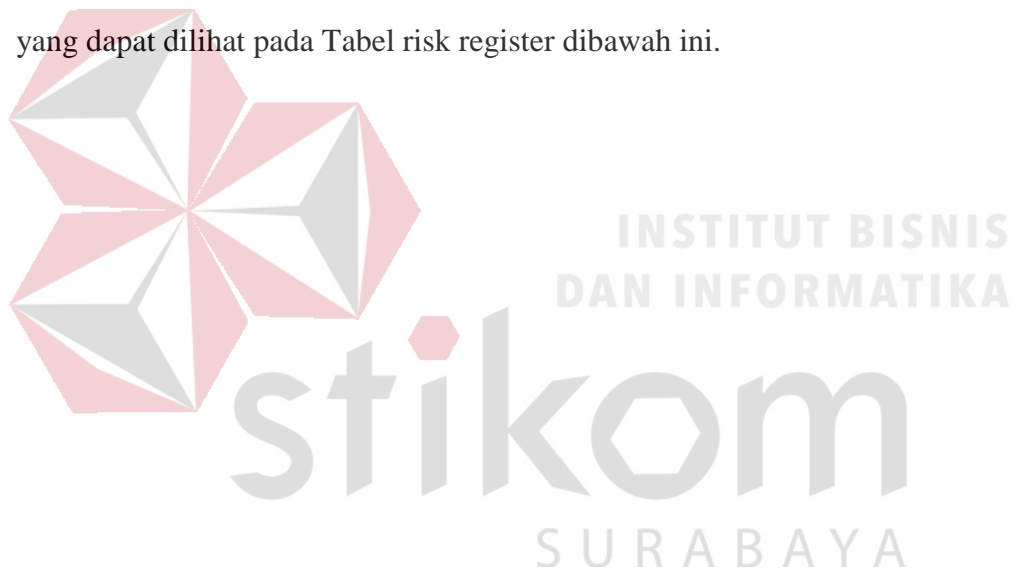 yang dapat dilihat pada Tabel risk register dibawah ini.
INSTITUT BISNIS
DAN INFORMATIKA
stikom
SURABAYA